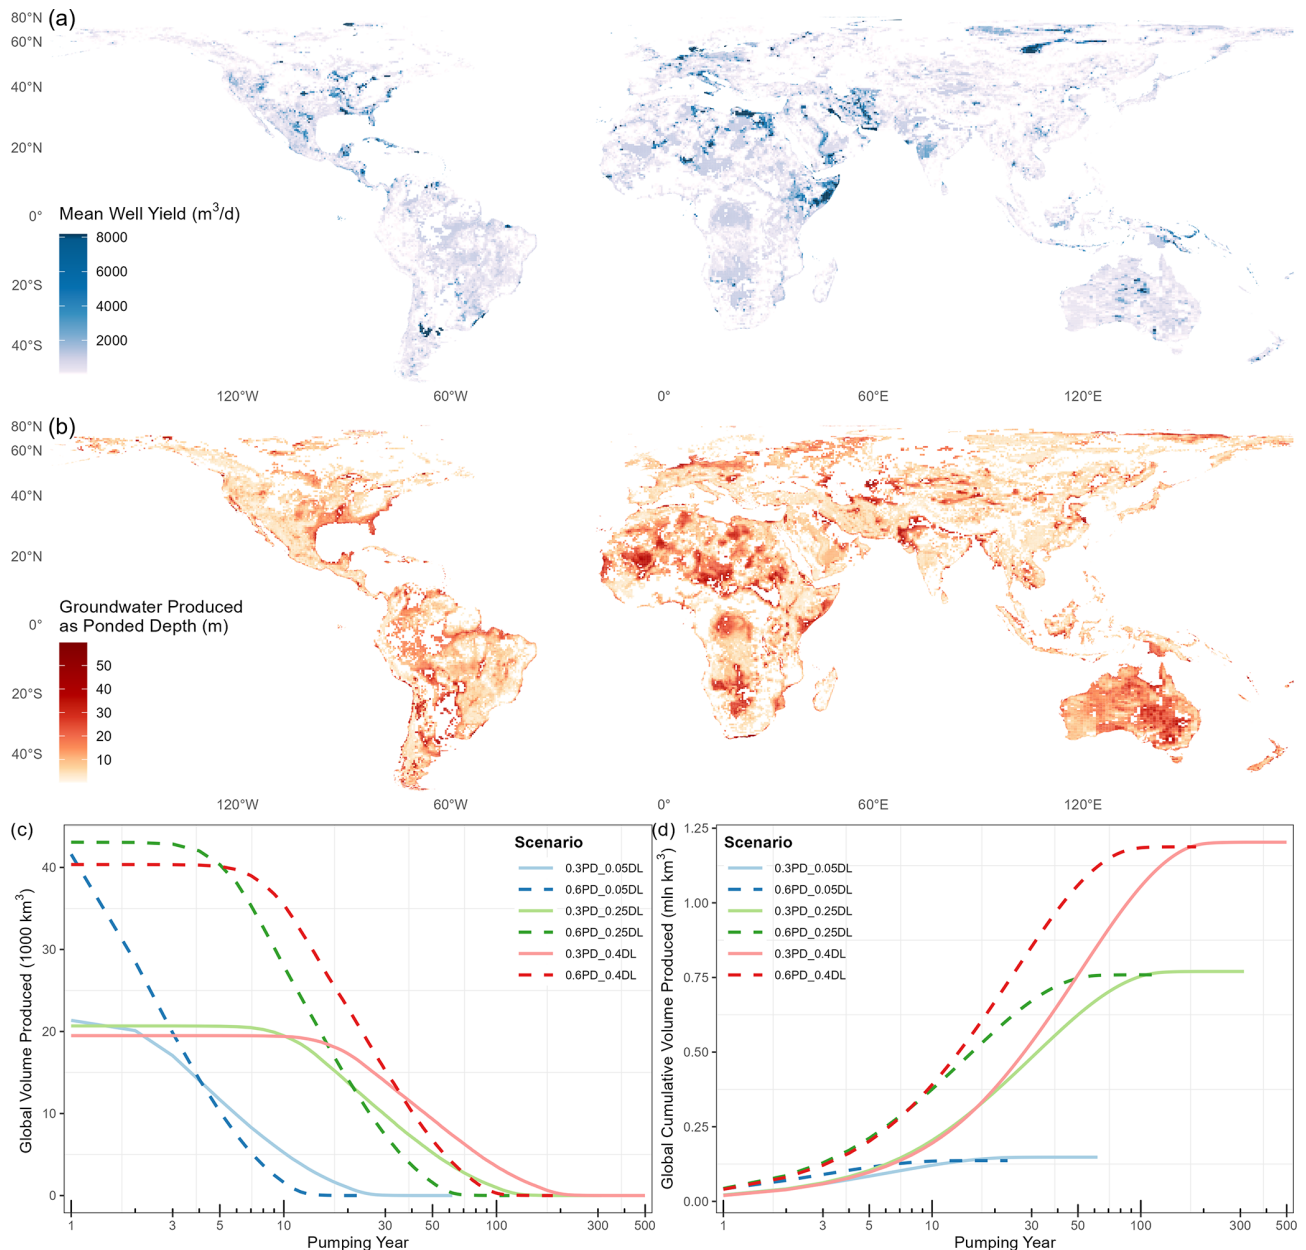 (a)
80°N
60°N
40°N
20°N
0°
20°S
40°S
Mean Well Yield (m³/d)
8000
6000
4000
2000
120°W 60°W 0° 60°E 120°E
(b)
80°N
60°N
40°N
20°N
0°
20°S
40°S
Groundwater Produced
as Ponded Depth (m)
50
40
30
20
10
120°W 60°W 0° 60°E 120°E
(c)
Global Volume Produced (1000 km³)
40
30
20
10
0
Scenario
0.3PD_0.05DL
0.6PD_0.05DL
0.3PD_0.25DL
0.6PD_0.25DL
0.3PD_0.4DL
0.6PD_0.4DL
1 3 5 10 30 50 100 300 500
Pumping Year
(d)
Global Cumulative Volume Produced (mln km³)
1.25
1.00
0.75
0.50
0.25
0.00
Scenario
0.3PD_0.05DL
0.6PD_0.05DL
0.3PD_0.25DL
0.6PD_0.25DL
0.3PD_0.4DL
0.6PD_0.4DL
1 3 5 10 30 50 100 300 500
Pumping Year